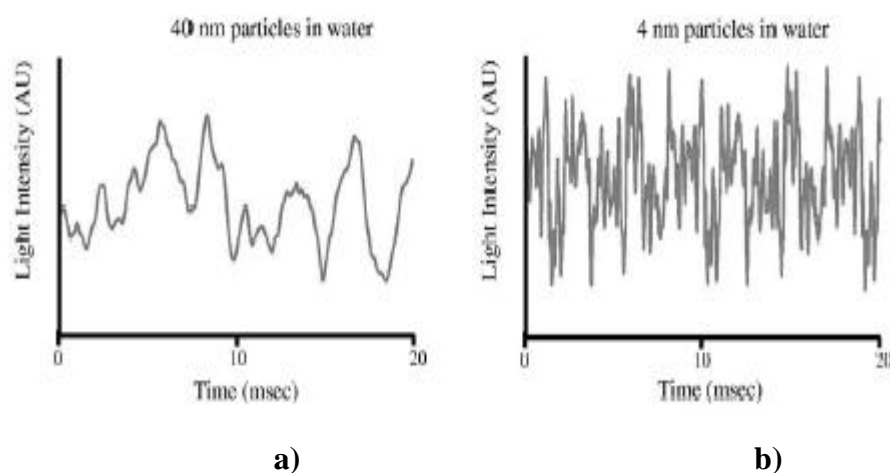 40 nm particles in water
4 nm particles in water
Light Intensity (AU)
Light Intensity (AU)
0
10
20
0
10
20
Time (msec)
Time (msec)
a)
b)